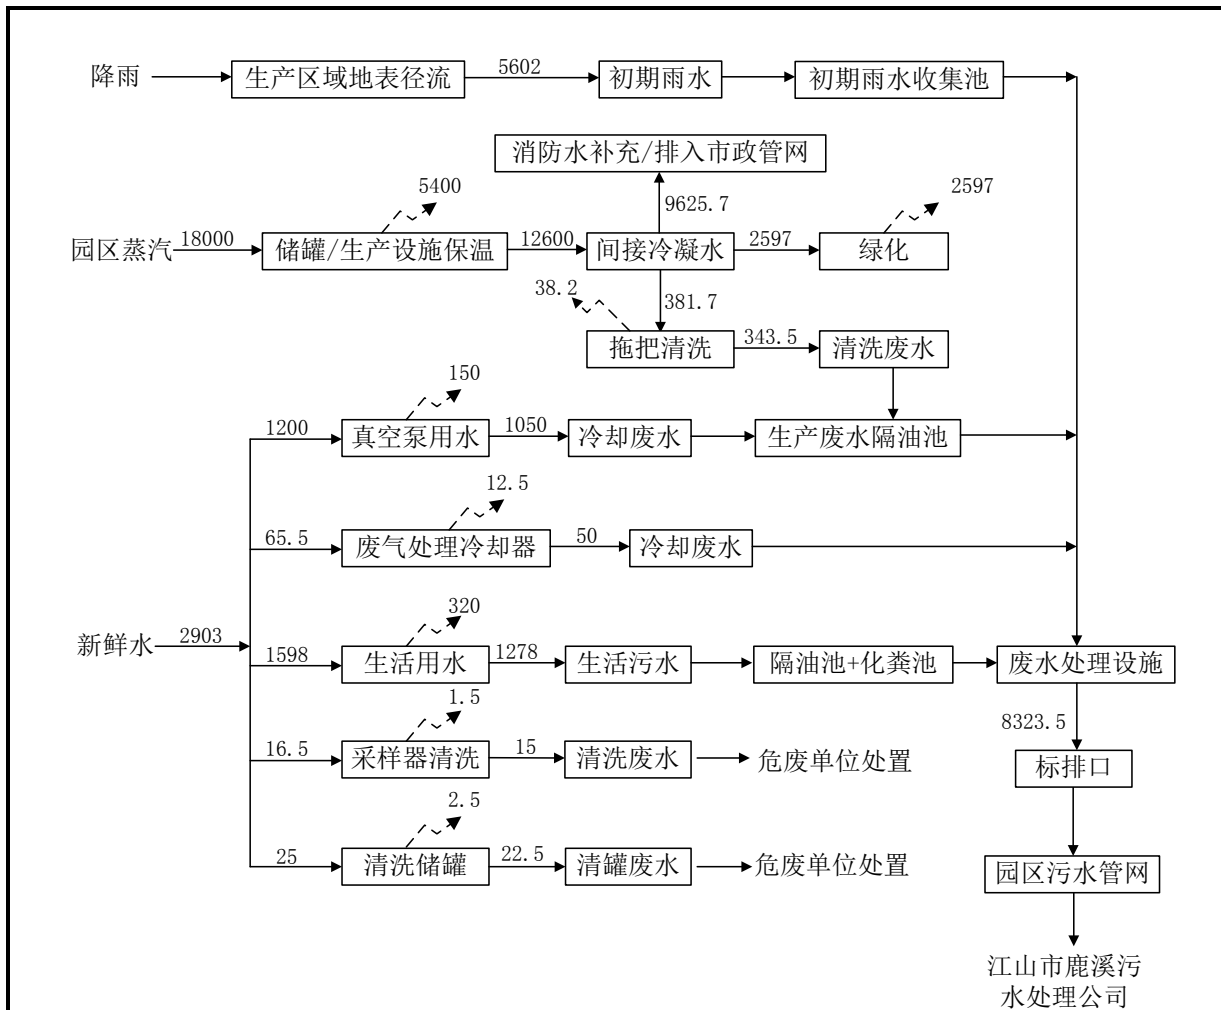 降雨
生产区域地表径流
5602
初期雨水
初期雨水收集池
消防水补充/排入市政管网
5400
9625.7
2597
园区蒸汽
18000
储罐/生产设施保温
12600
间接冷凝水
2597
绿化
38.2
381.7
拖把清洗
343.5
清洗废水
150
1200
真空泵用水
1050
冷却废水
生产废水隔油池
12.5
65.5
废气处理冷却器
50
冷却废水
320
新鲜水
2903
1598
生活用水
1278
生活污水
隔油池+化粪池
废水处理设施
1.5
8323.5
16.5
采样器清洗
15
清洗废水
危废单位处置
标排口
2.5
25
清洗储罐
22.5
清罐废水
危废单位处置
园区污水管网
江山市鹿溪污
水处理公司